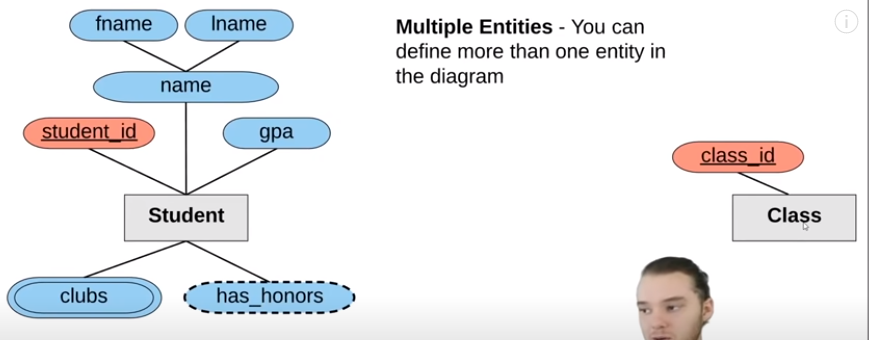 fname
lname
name
student_id
gpa
Student
clubs
has_honors
Multiple Entities - You can
define more than one entity in
the diagram
class_id
Class